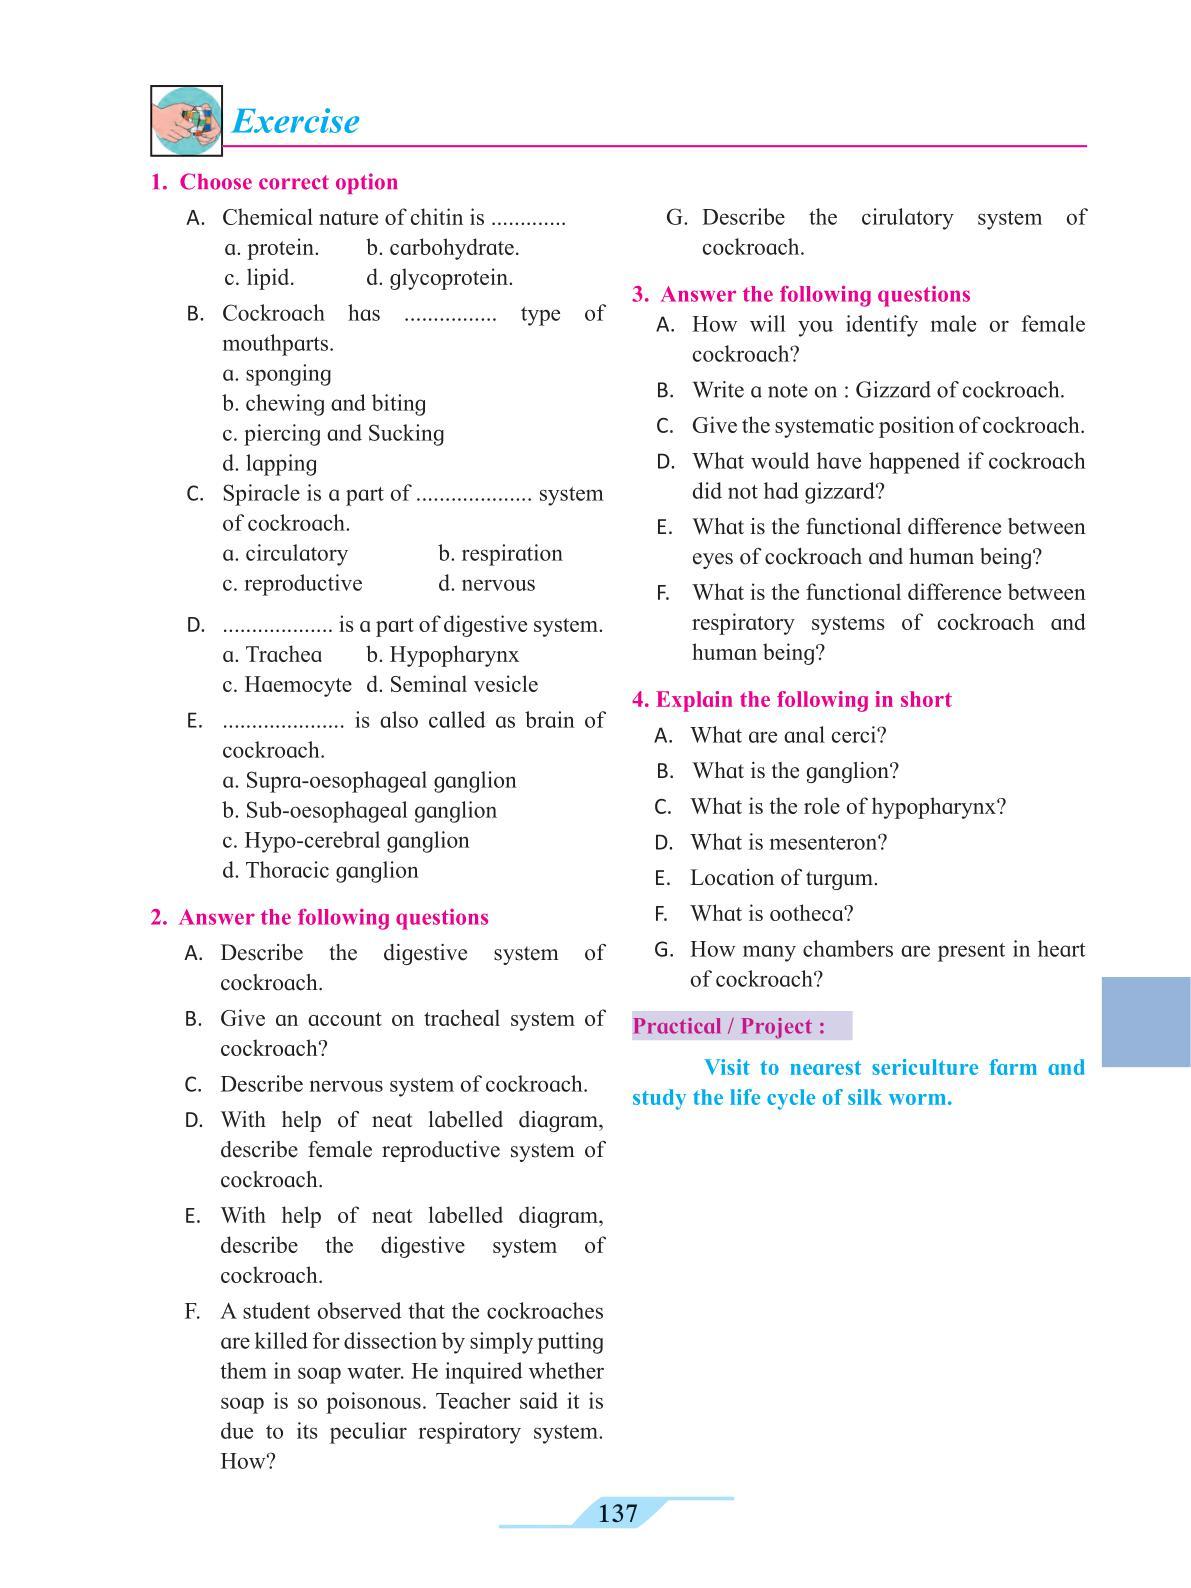 Exercise
1. Choose correct option
A. Chemical nature of chitin is .............
a. protein. b. carbohydrate.
c. lipid. d. glycoprotein.
B. Cockroach has ................ type of
mouthparts.
a. sponging
b. chewing and biting
c. piercing and Sucking
d. lapping
C. Spiracle is a part of .................... system
of cockroach.
a. circulatory b. respiration
c. reproductive d. nervous
D. ................... is a part of digestive system.
a. Trachea b. Hypopharynx
c. Haemocyte d. Seminal vesicle
E. ..................... is also called as brain of
cockroach.
a. Supra-oesophageal ganglion
b. Sub-oesophageal ganglion
c. Hypo-cerebral ganglion
d. Thoracic ganglion
2. Answer the following questions
A. Describe the digestive system of
cockroach.
B. Give an account on tracheal system of
cockroach?
C. Describe nervous system of cockroach.
D. With help of neat labelled diagram,
describe female reproductive system of
cockroach.
E. With help of neat labelled diagram,
describe the digestive system of
cockroach.
F. A student observed that the cockroaches
are killed for dissection by simply putting
them in soap water. He inquired whether
soap is so poisonous. Teacher said it is
due to its peculiar respiratory system.
How?
G. Describe the cirulatory system of
cockroach.
3. Answer the following questions
A. How will you identify male or female
cockroach?
B. Write a note on : Gizzard of cockroach.
C. Give the systematic position of cockroach.
D. What would have happened if cockroach
did not had gizzard?
E. What is the functional difference between
eyes of cockroach and human being?
F. What is the functional difference between
respiratory systems of cockroach and
human being?
4. Explain the following in short
A. What are anal cerci?
B. What is the ganglion?
C. What is the role of hypopharynx?
D. What is mesenteron?
E. Location of turgum.
F. What is ootheca?
G. How many chambers are present in heart
of cockroach?
Practical / Project :
Visit to nearest sericulture farm and
study the life cycle of silk worm.
137